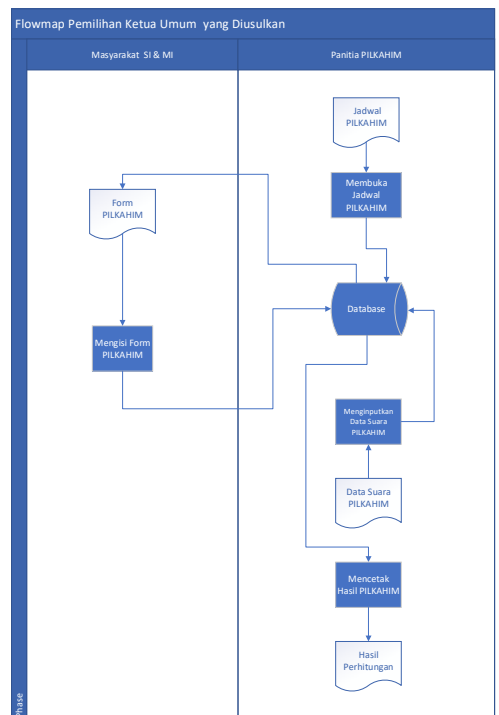 Flowmap Pemilihan Ketua Umum yang Diusulkan
Masyarakat SI & MI
Panitia PILKAHIM
Jadwal
PILKAHIM
Membuka
Jadwal
PILKAHIM
Form
PILKAHIM
Database
Mengisi Form
PILKAHIM
Menginputkan
Data Suara
PILKAHIM
Data Suara
PILKAHIM
Mencetak
Hasil PILKAHIM
Hasil
Perhitungan
Phase